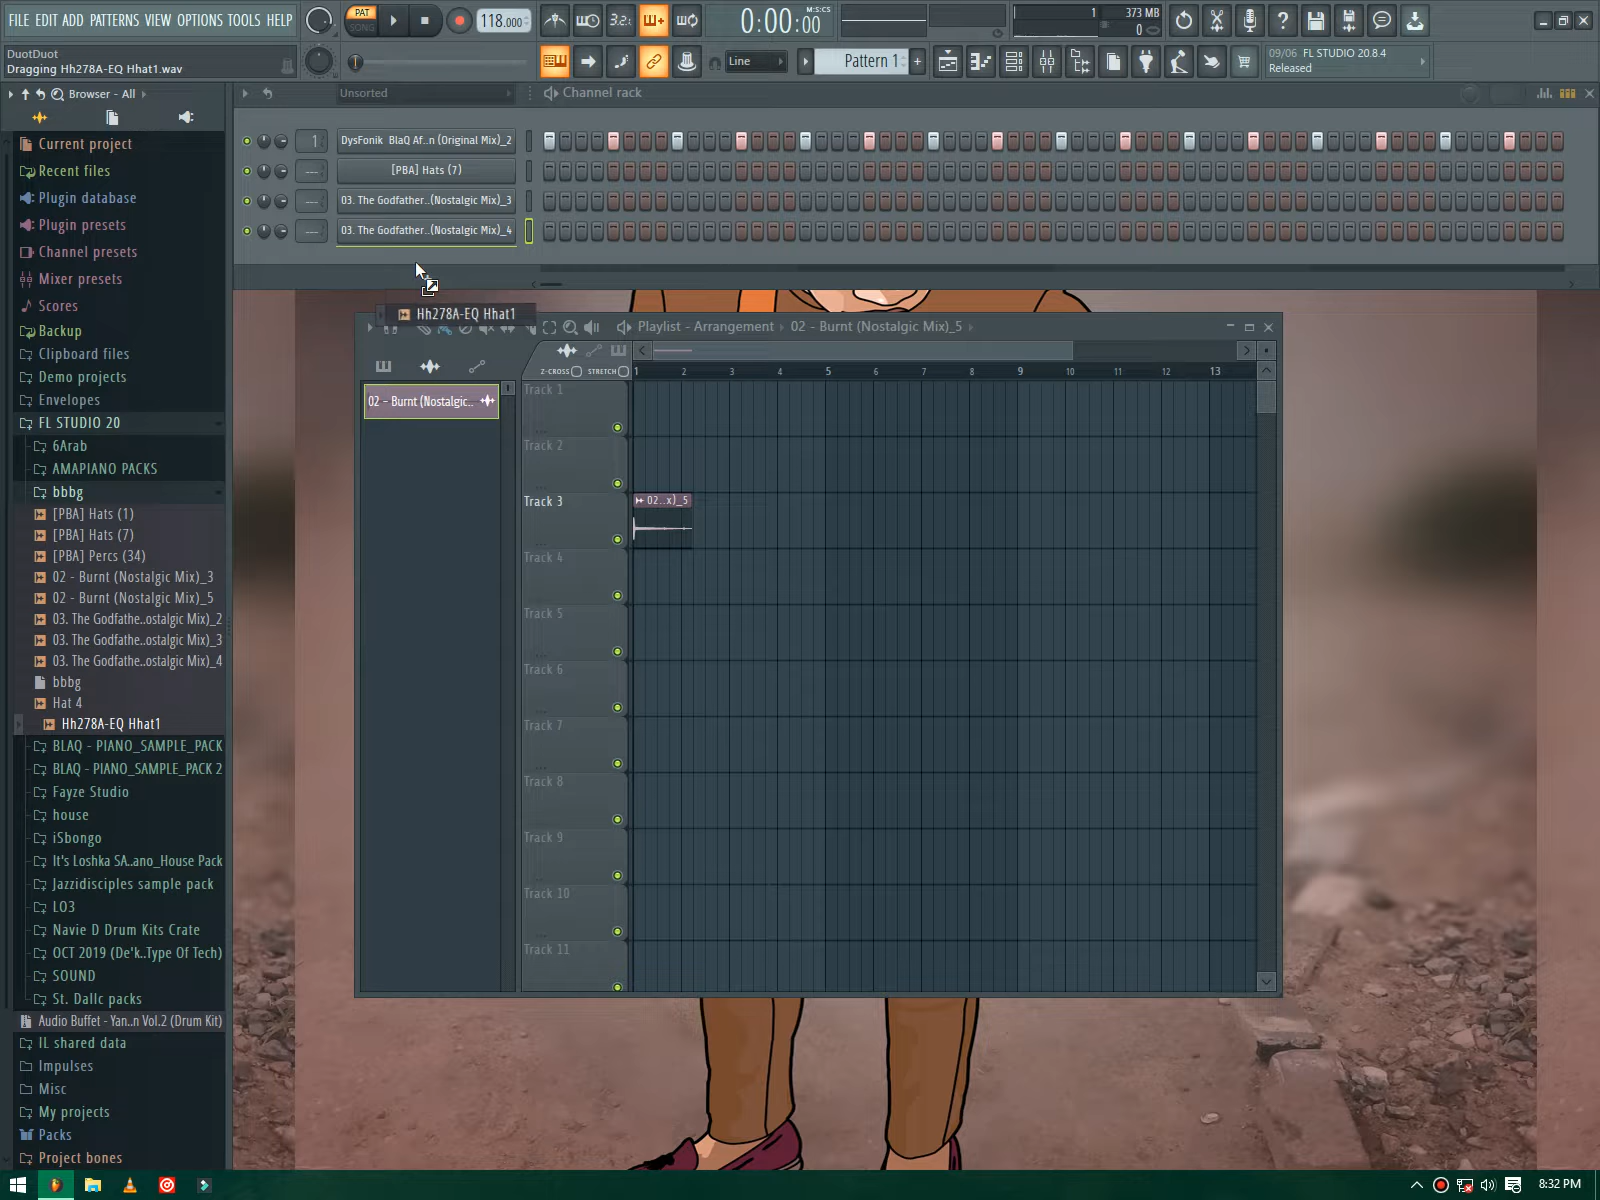 FILE EDIT ADD PATTERNS VIEW OPTIONS TOOLS HELP
PAT
SONG
118.000
3.2.
0:00:00
M:S:CS
1
373 MB
0
DuotDuot
Dragging Hh278A-EQ Hhat1.wav
Line
Pattern 1
+
09/06 FL STUDIO 20.8.4
Released
Browser - All
Unsorted
Channel rack
Current project
Recent files
Plugin database
Plugin presets
Channel presets
Mixer presets
Scores
Backup
Clipboard files
Demo projects
Envelopes
FL STUDIO 20
6Arab
AMAPIANO PACKS
bbbg
[PBA] Hats (1)
[PBA] Hats (7)
[PBA] Percs (34)
02 - Burnt (Nostalgic Mix)_3
02 - Burnt (Nostalgic Mix)_5
03. The Godfathe..ostalgic Mix)_2
03. The Godfathe..ostalgic Mix)_3
03. The Godfathe..ostalgic Mix)_4
bbbg
Hat 4
Hh278A-EQ Hhat1
BLAQ - PIANO_SAMPLE_PACK
BLAQ - PIANO_SAMPLE_PACK 2
Fayze Studio
house
iSbongo
It's Loshka SA..ano_House Pack
Jazzidisciples sample pack
LO3
Navie D Drum Kits Crate
OCT 2019 (De'k..Type Of Tech)
SOUND
St. Dallc packs
Audio Buffet - Yan..n Vol.2 (Drum Kit)
IL shared data
Impulses
Misc
My projects
Packs
Project bones
1
DysFonik BlaQ Af..n (Original Mix)_2
---
[PBA] Hats (7)
---
03. The Godfather..(Nostalgic Mix)_3
---
03. The Godfather..(Nostalgic Mix)_4
Hh278A-EQ Hhat1
Playlist - Arrangement
02 - Burnt (Nostalgic Mix)_5
Z-CROSS
STRETCH
1 2 3 4 5 6 7 8 9 10 11 12 13
02 - Burnt (Nostalgic..
Track 1
Track 2
Track 3
02..x)_5
Track 4
Track 5
Track 6
Track 7
Track 8
Track 9
Track 10
Track 11
8:32 PM